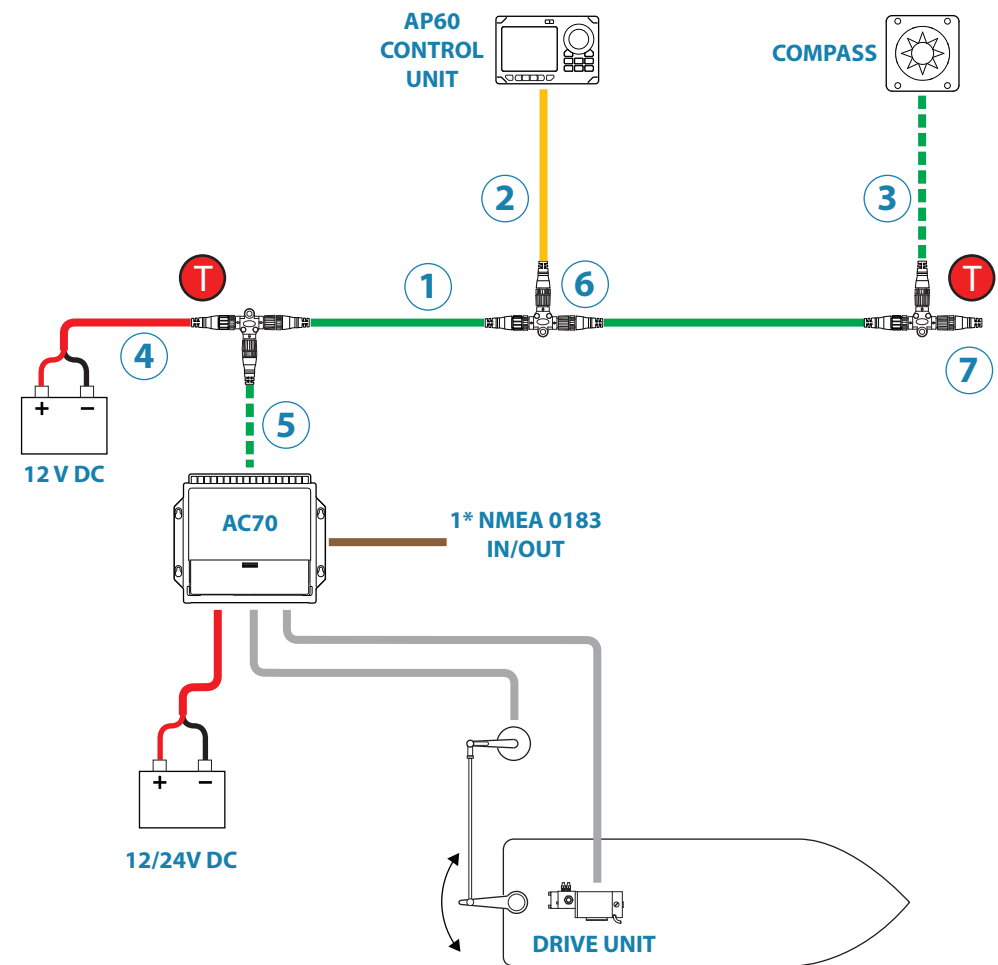 AP60
CONTROL
UNIT
COMPASS
2
3
T
1
6
T
4
7
+ −
12 V DC
5
AC70
1* NMEA 0183
IN/OUT
+ −
12/24V DC
DRIVE UNIT